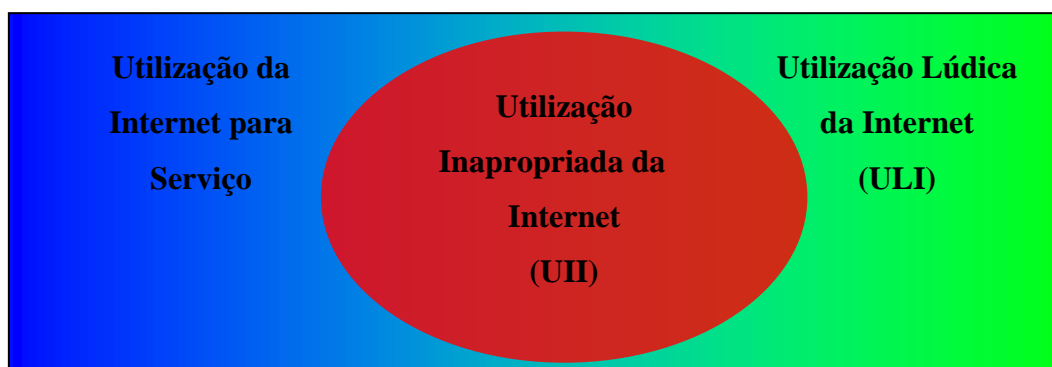 Utilização da
Internet para
Serviço
Utilização
Inapropriada da
Internet
(UII)
Utilização Lúdica
da Internet
(ULI)